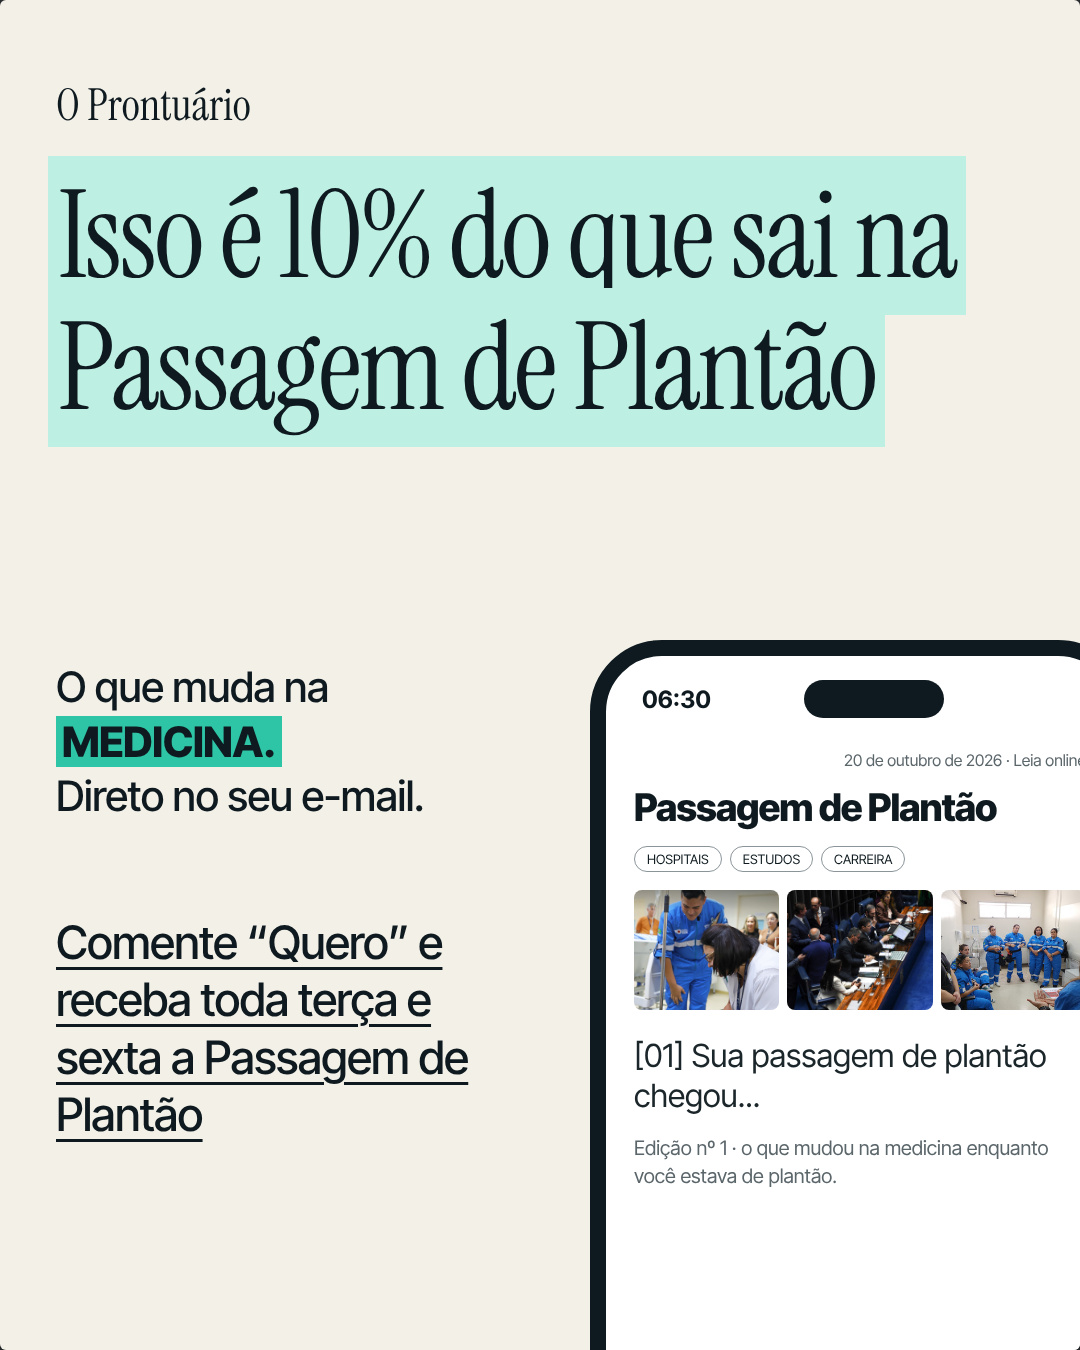 O Prontuário
Isso é 10% do que sai na
Passagem de Plantão
O que muda na
MEDICINA.
Direto no seu e-mail.
Comente “Quero” e
receba toda terça e
sexta a Passagem de
Plantão
06:30
20 de outubro de 2026 · Leia online
Passagem de Plantão
HOSPITAIS
ESTUDOS
CARREIRA
[01] Sua passagem de plantão
chegou...
Edição nº 1 · o que mudou na medicina enquanto
você estava de plantão.